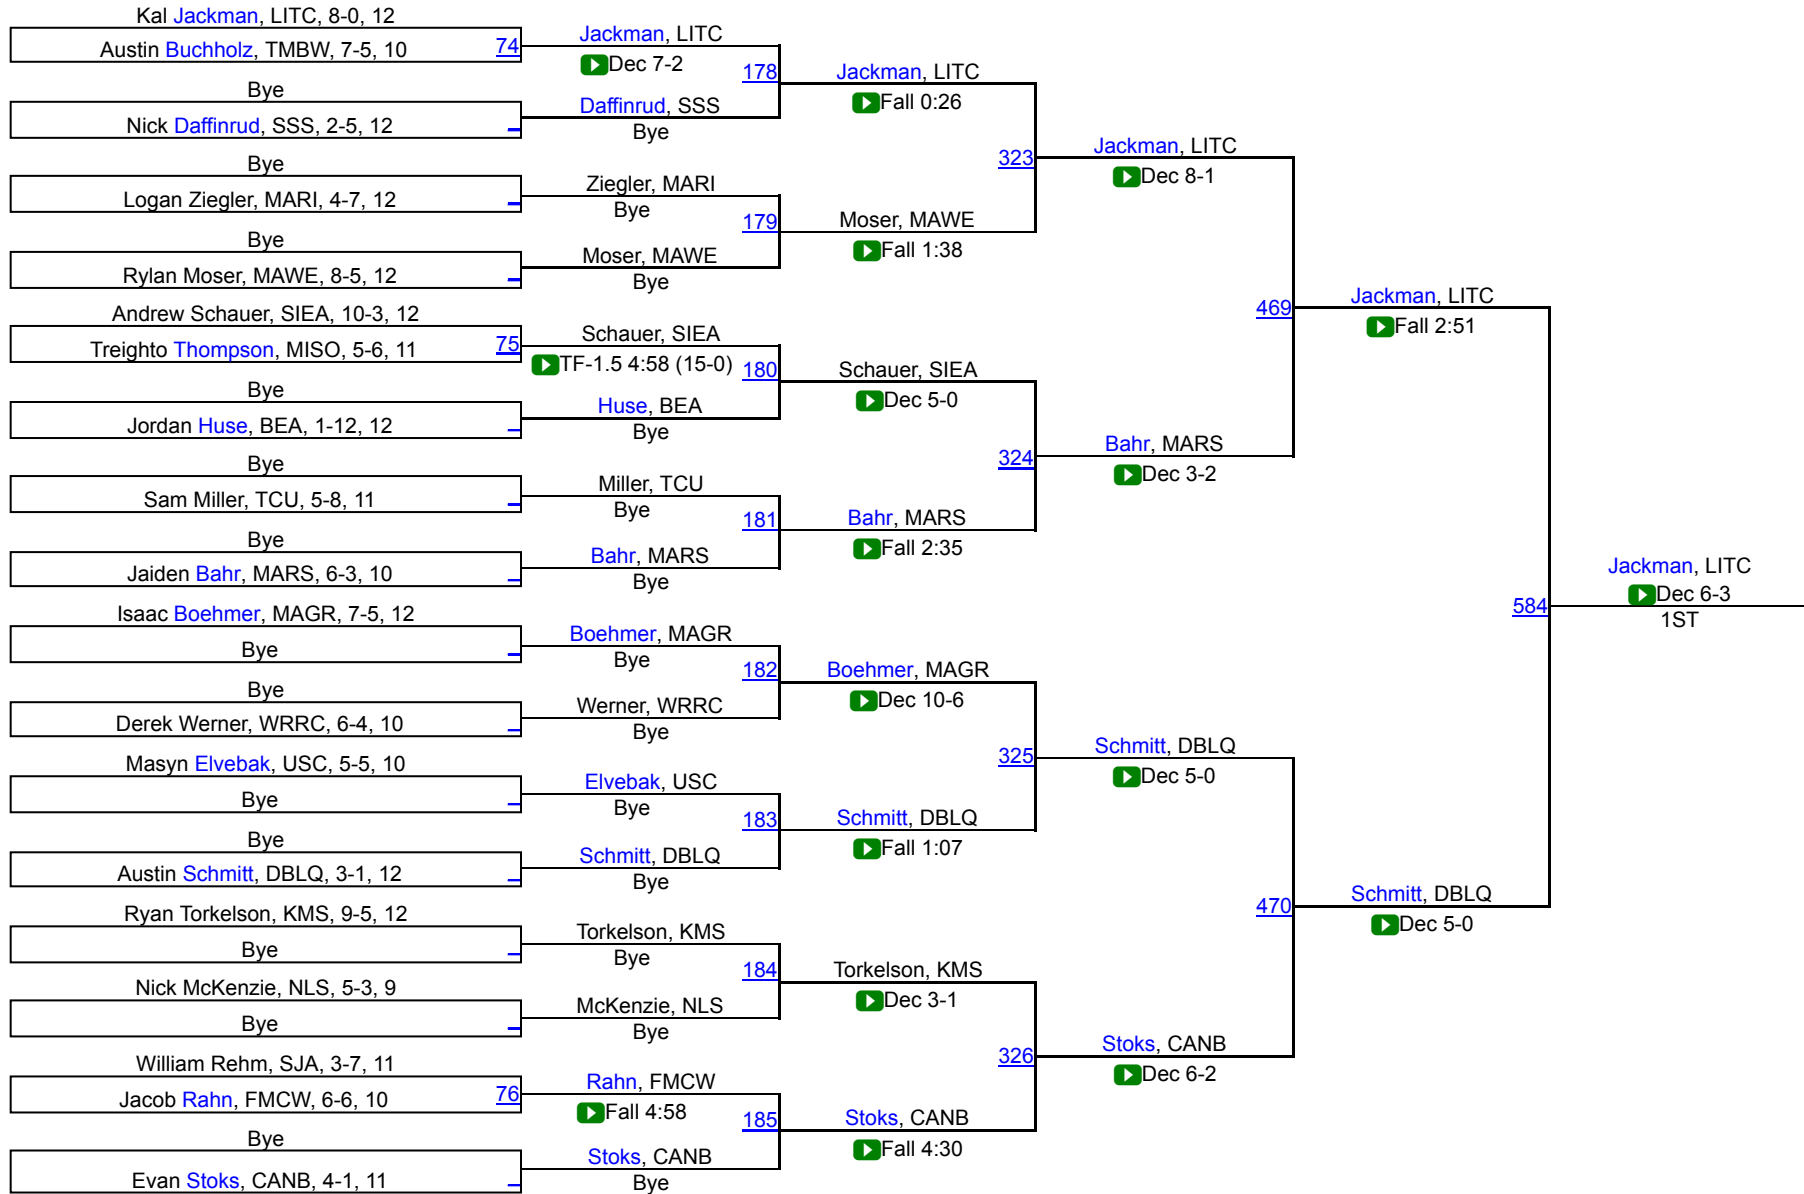 Kal Jackman, LITC, 8-0, 12
Austin Buchholz, TMBW, 7-5, 10
74
Bye
Nick Daffinrud, SSS, 2-5, 12
Bye
Logan Ziegler, MARI, 4-7, 12
Bye
Rylan Moser, MAWE, 8-5, 12
Andrew Schauer, SIEA, 10-3, 12
Treighto Thompson, MISO, 5-6, 11
75
Bye
Jordan Huse, BEA, 1-12, 12
Bye
Sam Miller, TCU, 5-8, 11
Bye
Jaiden Bahr, MARS, 6-3, 10
Isaac Boehmer, MAGR, 7-5, 12
Bye
Bye
Derek Werner, WRRC, 6-4, 10
Masyn Elvebak, USC, 5-5, 10
Bye
Bye
Austin Schmitt, DBLQ, 3-1, 12
Ryan Torkelson, KMS, 9-5, 12
Bye
Nick McKenzie, NLS, 5-3, 9
Bye
William Rehm, SJA, 3-7, 11
Jacob Rahn, FMCW, 6-6, 10
76
Bye
Evan Stoks, CANB, 4-1, 11
Jackman, LITC
Dec 7-2
178
Daffinrud, SSS
Bye
Ziegler, MARI
Bye
179
Moser, MAWE
Bye
Schauer, SIEA
TF-1.5 4:58 (15-0)
180
Huse, BEA
Bye
Miller, TCU
Bye
181
Bahr, MARS
Bye
Boehmer, MAGR
Bye
182
Werner, WRRC
Bye
Elvebak, USC
Bye
183
Schmitt, DBLQ
Bye
Torkelson, KMS
Bye
184
McKenzie, NLS
Bye
Rahn, FMCW
Fall 4:58
185
Stoks, CANB
Bye
Jackman, LITC
Fall 0:26
323
Moser, MAWE
Fall 1:38
Schauer, SIEA
Dec 5-0
324
Bahr, MARS
Fall 2:35
Boehmer, MAGR
Dec 10-6
325
Schmitt, DBLQ
Fall 1:07
Torkelson, KMS
Dec 3-1
326
Stoks, CANB
Fall 4:30
Jackman, LITC
Dec 8-1
469
Bahr, MARS
Dec 3-2
Schmitt, DBLQ
Dec 5-0
470
Stoks, CANB
Dec 6-2
Jackman, LITC
Fall 2:51
584
Schmitt, DBLQ
Dec 5-0
Jackman, LITC
Dec 6-3
1ST